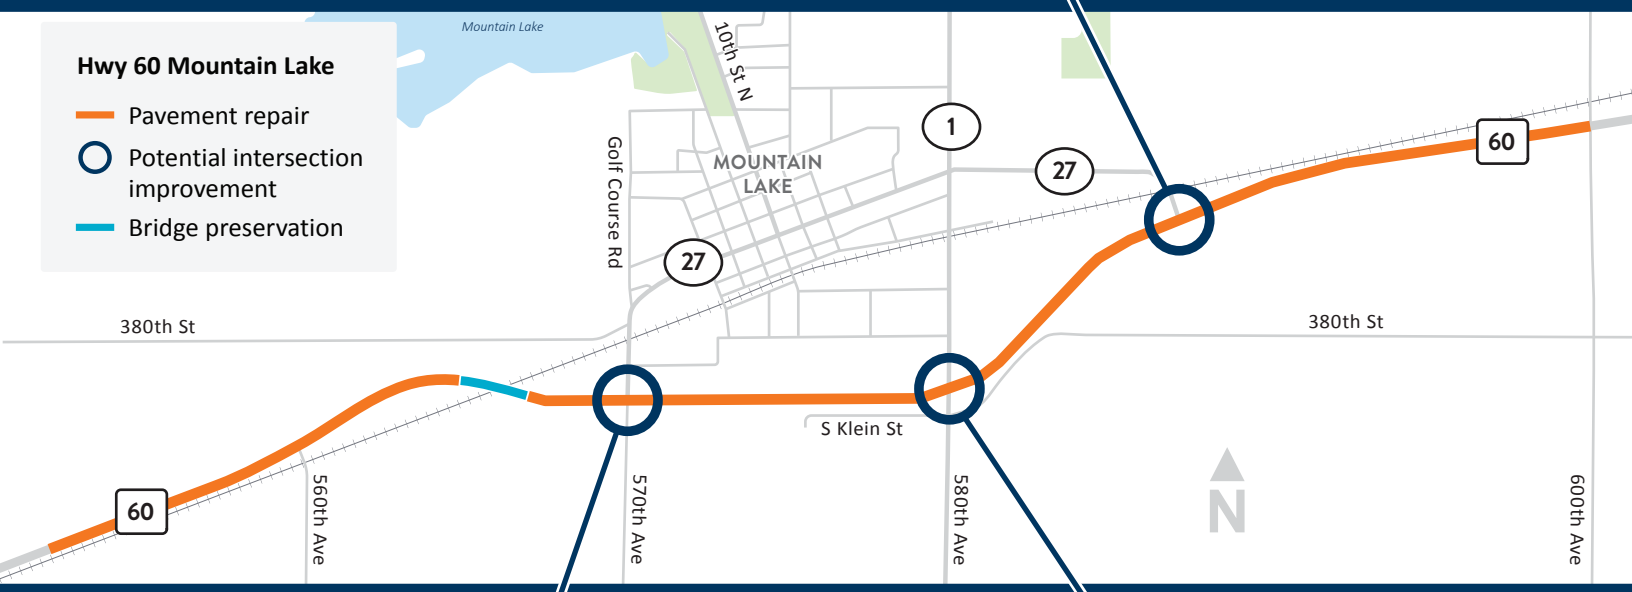 Mountain Lake
Hwy 60 Mountain Lake
Pavement repair
Potential intersection
improvement
Bridge preservation
10th St N
1
27
60
Golf Course Rd
MOUNTAIN
LAKE
27
380th St
380th St
S Klein St
60
560th Ave
570th Ave
580th Ave
N
600th Ave